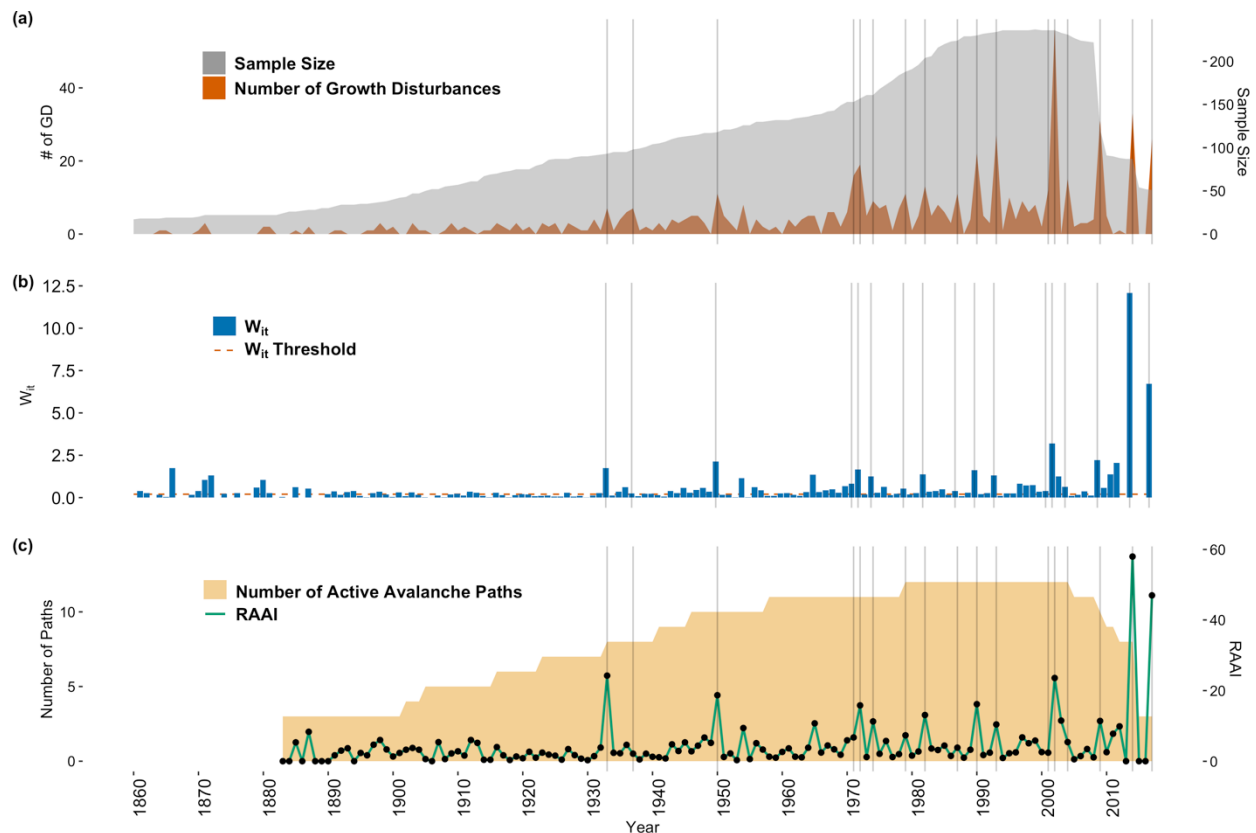 (a)
Sample Size
Number of Growth Disturbances
# of GD
40
20
0
Sample Size
200
150
100
50
0
(b)
W_it
W_it Threshold
W_it
12.5
10.0
7.5
5.0
2.5
0.0
(c)
Number of Active Avalanche Paths
RAAI
Number of Paths
10
5
0
RAAI
60
40
20
0
1860
1870
1880
1890
1900
1910
1920
1930
1940
1950
1960
1970
1980
1990
2000
2010
Year